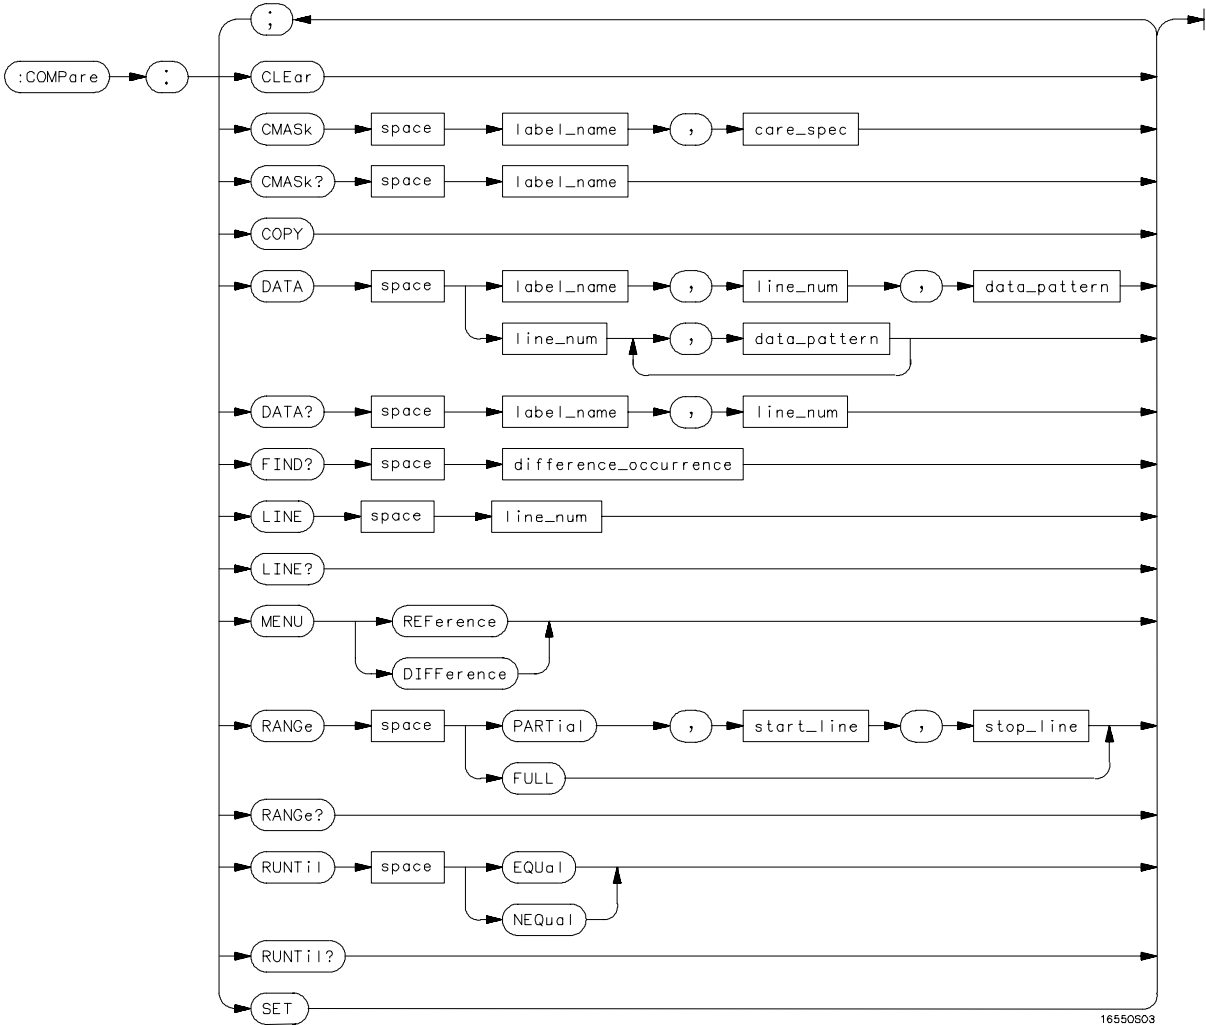 ;
:COMPare : CLEar
CMASk space label_name , care_spec
CMASk? space label_name
COPY
DATA space label_name , line_num , data_pattern
line_num , data_pattern
DATA? space label_name , line_num
FIND? space difference_occurrence
LINE space line_num
LINE?
MENU REFerence
DIFFerence
RANGe space PARTial , start_line , stop_line
FULL
RANGe?
RUNTil space EQUal
NEQual
RUNTil?
SET
16550S03